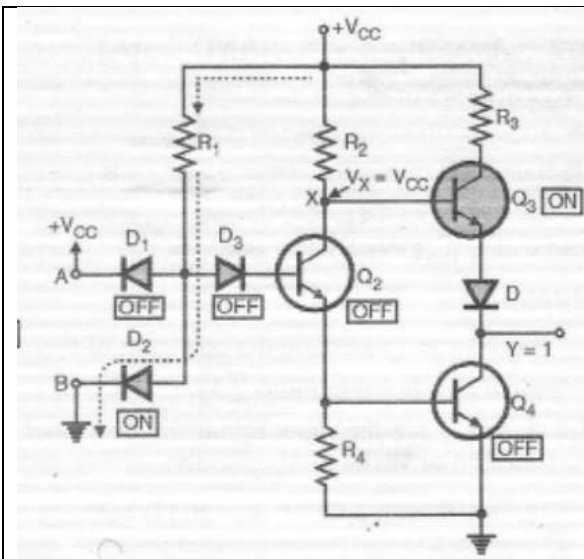 +VCC
R1
R2
R3
X
VX = VCC
Q3 ON
+VCC
D1
D3
A
Q2
OFF
OFF
OFF
D
D2
Y = 1
B
ON
Q4
R4
OFF